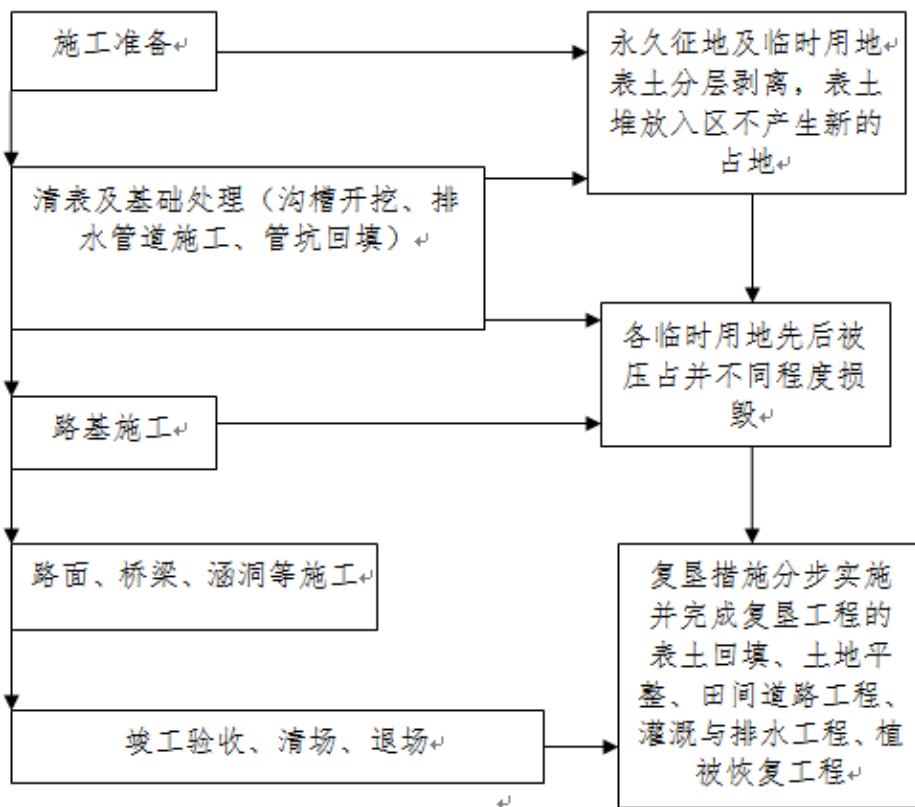 施工准备
永久征地及临时用地
表土分层剥离，表土
堆放入区不产生新的
占地
清表及基础处理（沟槽开挖、排
水管道施工、管坑回填）
各临时用地先后被
压占并不同程度损
毁
路基施工
路面、桥梁、涵洞等施工
复垦措施分步实施
并完成复垦工程的
表土回填、土地平
整、田间道路工程、
灌溉与排水工程、植
被恢复工程
竣工验收、清场、退场